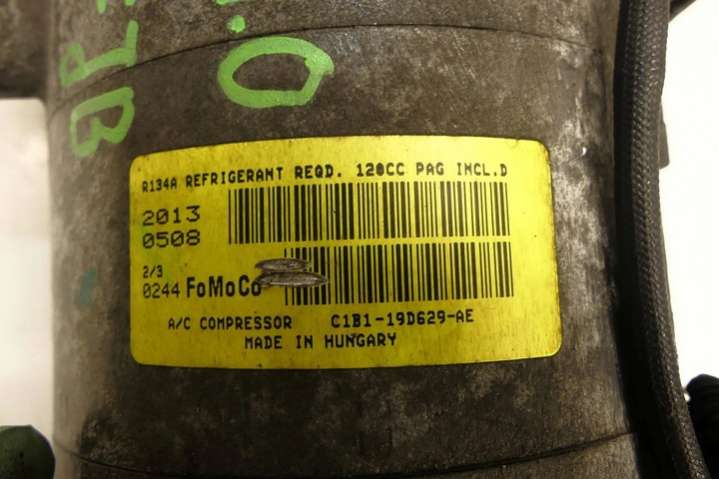 R134A REFRIGERANT REQD. 120CC PAG INCL.D
2013
0508
2/3
0244 FoMoCo
A/C COMPRESSOR C1B1-19D629-AE
MADE IN HUNGARY